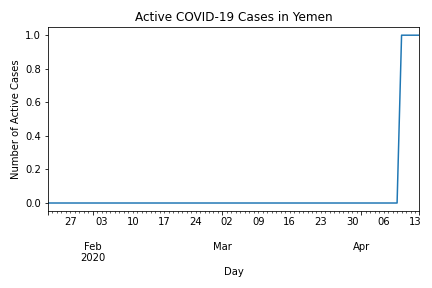 Active COVID-19 Cases in Yemen
Number of Active Cases
1.0
0.8
0.6
0.4
0.2
0.0
27 03 10 17 24 02 09 16 23 30 06 13
Feb Mar Apr
2020
Day